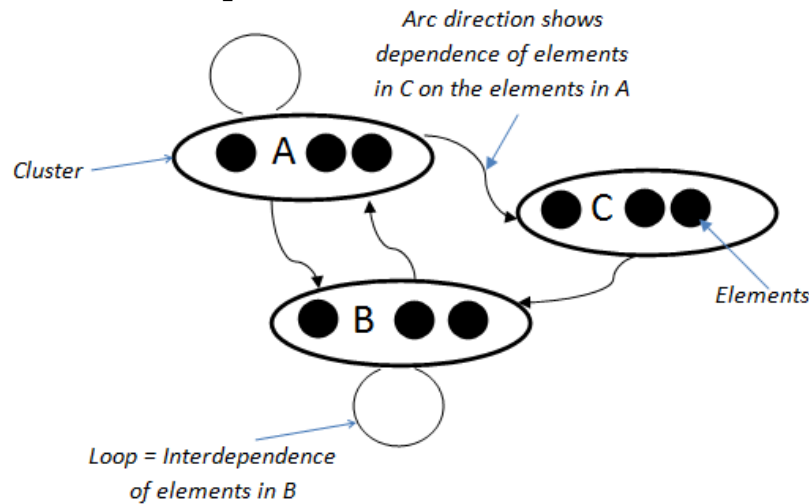 Arc direction shows
dependence of elements
in C on the elements in A
A
Cluster
C
Elements
B
Loop = Interdependence
of elements in B